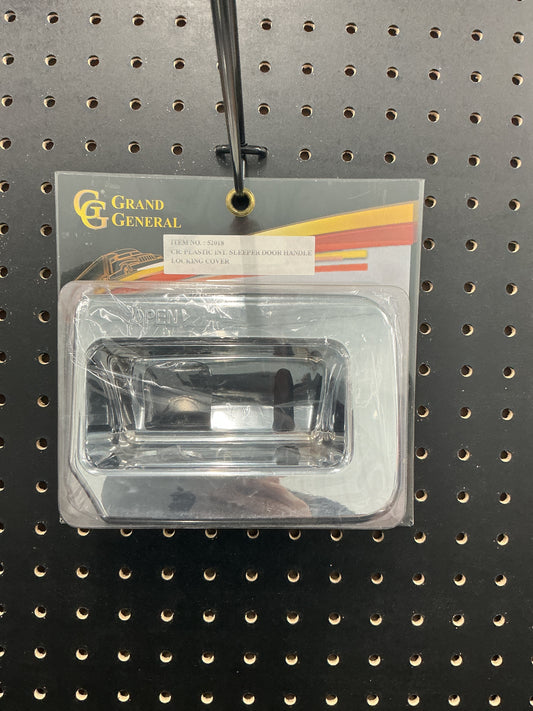 GG
GRAND
GENERAL
ITEM NO. : 52018
C/C PLASTIC INT. SLEEPER DOOR HANDLE
LOCKING COVER
OPEN